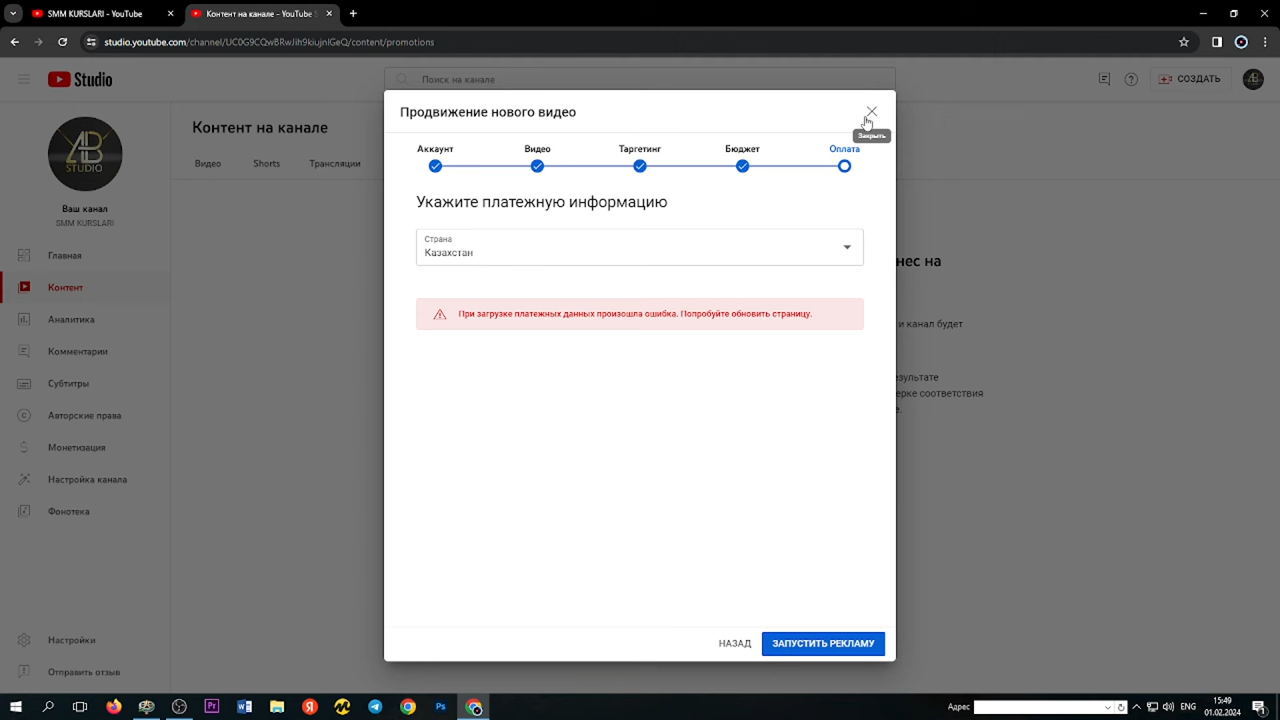 SMM KURSLARI - YouTube
Контент на канале - YouTube S
studio.youtube.com/channel/UC0G9CQwBRwJih9kiujnlGeQ/content/promotions
Studio
Поиск на канале
СОЗДАТЬ
STUDIO
Ваш канал
SMM KURSLARI
Главная
Контент
Аналитика
Комментарии
Субтитры
Авторские права
Монетизация
Настройка канала
Фонотека
Настройки
Отправить отзыв
Контент на канале
Видео
Shorts
Трансляции
Продвижение нового видео
Закрыть
Аккаунт
Видео
Таргетинг
Бюджет
Оплата
Укажите платежную информацию
Страна
Казахстан
При загрузке платежных данных произошла ошибка. Попробуйте обновить страницу.
НАЗАД
ЗАПУСТИТЬ РЕКЛАМУ
нес на
и канал будет
езультате
ерке соответствия
е.
Адрес
ENG
15:49
01.02.2024